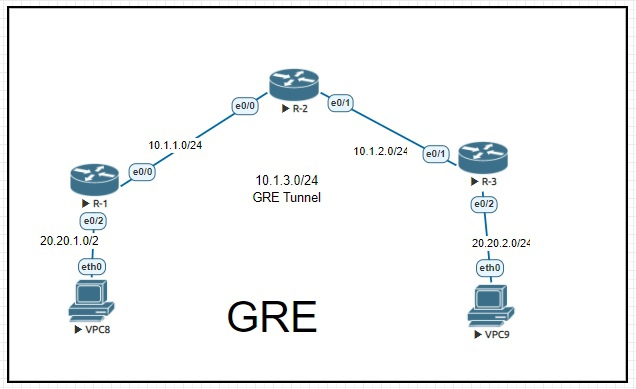 e0/0
e0/1
R-2
10.1.1.0/24
10.1.2.0/24
e0/1
e0/0
10.1.3.0/24
GRE Tunnel
R-3
R-1
e0/2
e0/2
20.20.1.0/2
20.20.2.0/24
eth0
eth0
GRE
VPC8
VPC9